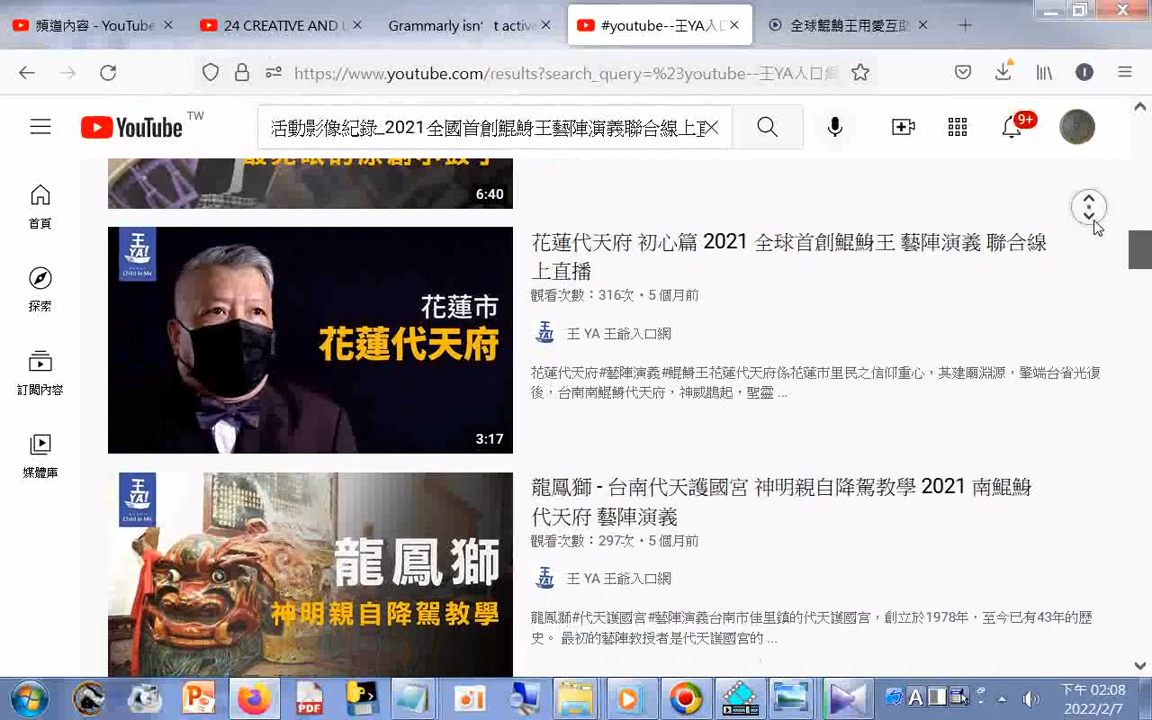 頻道內容 - YouTube
24 CREATIVE AND U
Grammarly isn't active
#youtube--王YA入口
全球鯤鯓王用愛互助
https://www.youtube.com/results?search_query=%23youtube--王YA入口網
YouTube TW
活動影像紀錄_2021全國首創鯤鯓王藝陣演義聯合線上直
9+
首頁
探索
訂閱內容
媒體庫
6:40
王YA!
Child in Me
花蓮市
花蓮代天府
3:17
花蓮代天府 初心篇 2021 全球首創鯤鯓王 藝陣演義 聯合線
上直播
觀看次數：316次・5 個月前
王 YA 王爺入口網
花蓮代天府#藝陣演義#鯤鯓王花蓮代天府係花蓮市里民之信仰重心，其建廟淵源，肇端台省光復
後，台南南鯤鯓代天府，神威鵲起，聖靈 ...
王YA!
Child in Me
龍鳳獅
神明親自降駕教學
龍鳳獅 - 台南代天護國宮 神明親自降駕教學 2021 南鯤鯓
代天府 藝陣演義
觀看次數：297次・5 個月前
王 YA 王爺入口網
龍鳳獅#代天護國宮#藝陣演義台南市佳里鎮的代天護國宮，創立於1978年，至今已有43年的歷
史。 最初的藝陣教授者是代天護國宮的 ...
PDF
A
下午 02:08
2022/2/7